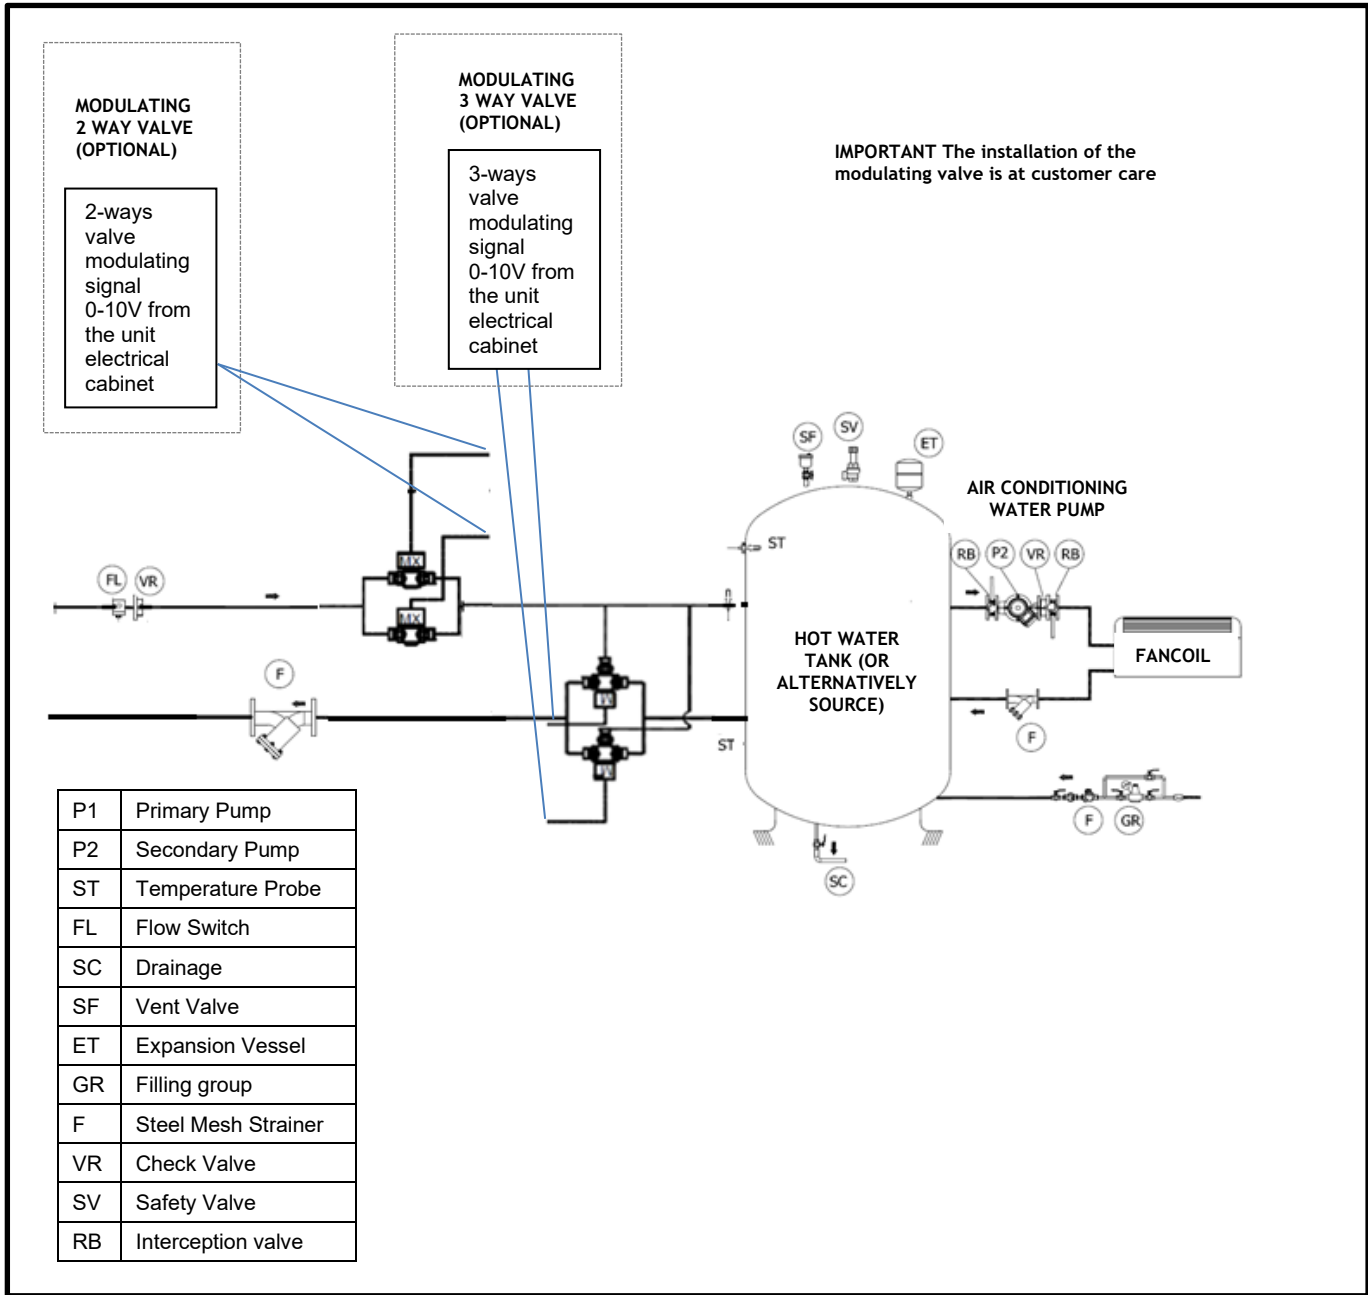 MODULATING
2 WAY VALVE
(OPTIONAL)
2-ways
valve
modulating
signal
0-10V from
the unit
electrical
cabinet
MODULATING
3 WAY VALVE
(OPTIONAL)
3-ways
valve
modulating
signal
0-10V from
the unit
electrical
cabinet
IMPORTANT The installation of the
modulating valve is at customer care
SF
SV
ET
AIR CONDITIONING
WATER PUMP
ST
RB
P2
VR
RB
FL
VR
MX
MX
HOT WATER
TANK (OR
ALTERNATIVELY
SOURCE)
FANCOIL
F
ST
F
F
GR
SC
P1 Primary Pump
P2 Secondary Pump
ST Temperature Probe
FL Flow Switch
SC Drainage
SF Vent Valve
ET Expansion Vessel
GR Filling group
F Steel Mesh Strainer
VR Check Valve
SV Safety Valve
RB Interception valve